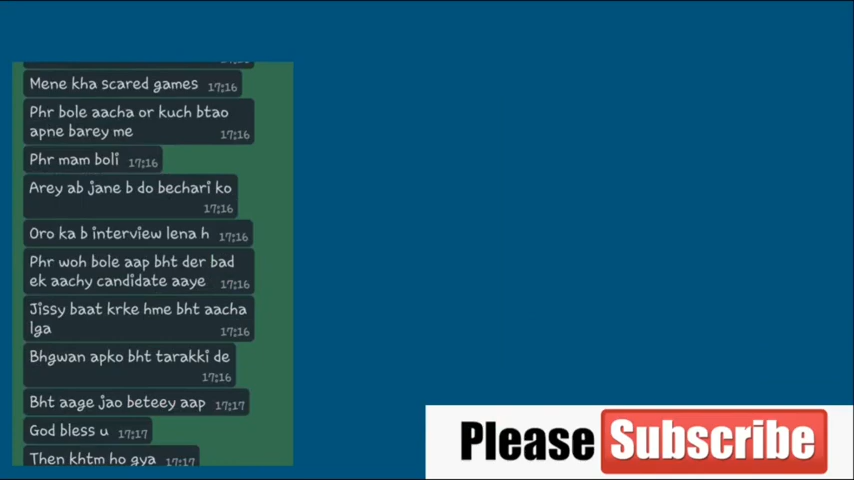 Mene kha scared games 17:16
Phr bole aacha or kuch btao
apne barey me 17:16
Phr mam boli 17:16
Arey ab jane b do bechari ko
17:16
Oro ka b interview lena h 17:16
Phr woh bole aap bht der bad
ek aachy candidate aaye 17:16
Jissy baat krke hme bht aacha
lga 17:16
Bhgwan apko bht tarakki de
17:16
Bht aage jao beteey aap 17:17
God bless u 17:17
Then khtm ho gya 17:17
Please Subscribe